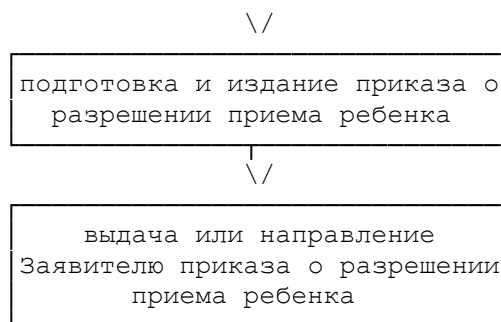 \/
подготовка и издание приказа о
разрешении приема ребенка
\/
выдача или направление
Заявителю приказа о разрешении
приема ребенка